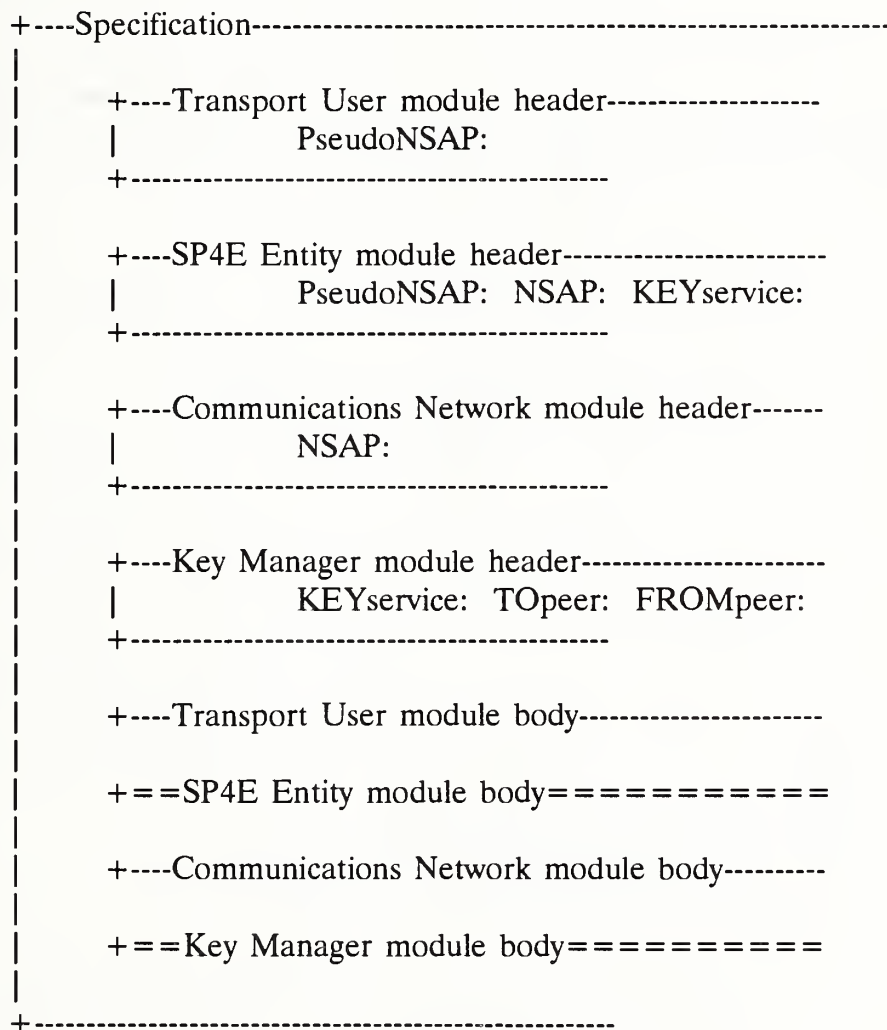 +----Specification------------------------------------------------------------
|
| +----Transport User module header---------------------
| | PseudoNSAP:
| +----------------------------------------------
|
| +----SP4E Entity module header--------------------------
| | PseudoNSAP: NSAP: KEYservice:
| +----------------------------------------------
|
| +----Communications Network module header-------
| | NSAP:
| +----------------------------------------------
|
| +----Key Manager module header------------------------
| | KEYservice: TOpeer: FROMpeer:
| +----------------------------------------------
|
| +----Transport User module body------------------------
|
| +==SP4E Entity module body===========
|
| +----Communications Network module body----------
|
| +==Key Manager module body==========
|
+--------------------------------------------------------